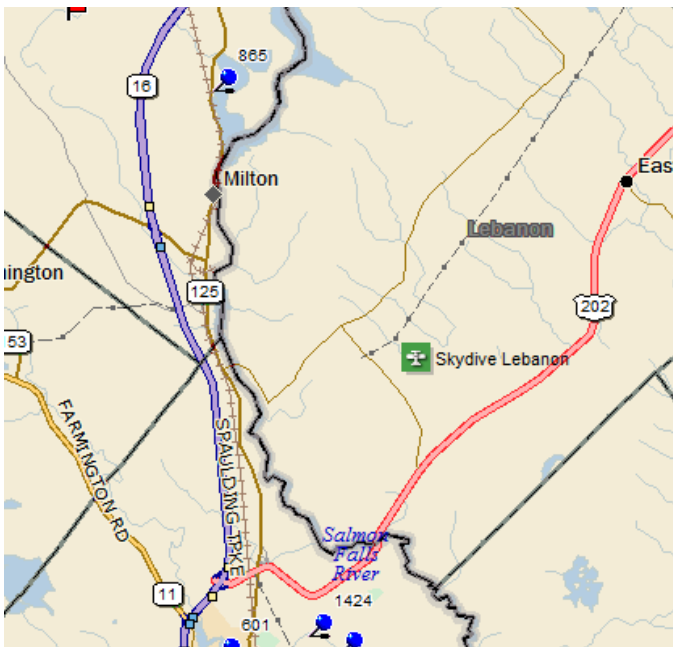 865
16
Milton
Eas
Lebanon
nington
125
202
53
Skydive Lebanon
FARMINGTON RD
SPAULDING TPKE
Salmon
Falls
River
11
1424
601